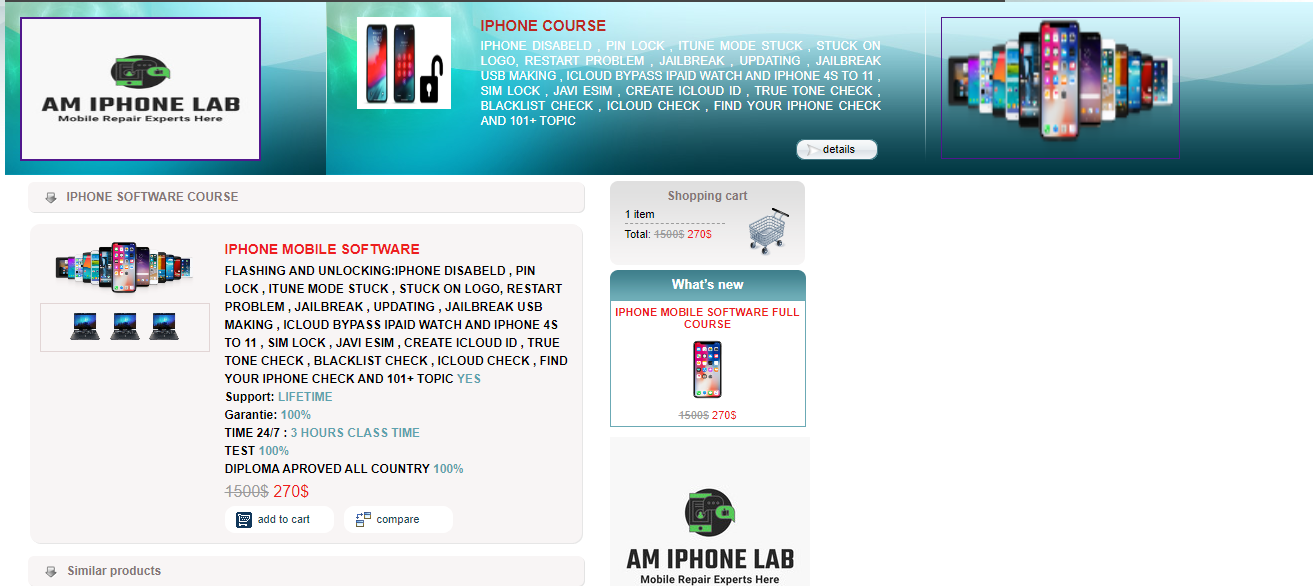 AM IPHONE LAB
Mobile Repair Experts Here
IPHONE COURSE
IPHONE DISABELD , PIN LOCK , ITUNE MODE STUCK , STUCK ON
LOGO, RESTART PROBLEM , JAILBREAK , UPDATING , JAILBREAK
USB MAKING , ICLOUD BYPASS IPAID WATCH AND IPHONE 4S TO 11 ,
SIM LOCK , JAVI ESIM , CREATE ICLOUD ID , TRUE TONE CHECK ,
BLACKLIST CHECK , ICLOUD CHECK , FIND YOUR IPHONE CHECK
AND 101+ TOPIC
details
IPHONE SOFTWARE COURSE
IPHONE MOBILE SOFTWARE
FLASHING AND UNLOCKING:IPHONE DISABELD , PIN
LOCK , ITUNE MODE STUCK , STUCK ON LOGO, RESTART
PROBLEM , JAILBREAK , UPDATING , JAILBREAK USB
MAKING , ICLOUD BYPASS IPAID WATCH AND IPHONE 4S
TO 11 , SIM LOCK , JAVI ESIM , CREATE ICLOUD ID , TRUE
TONE CHECK , BLACKLIST CHECK , ICLOUD CHECK , FIND
YOUR IPHONE CHECK AND 101+ TOPIC YES
Support: LIFETIME
Garantie: 100%
TIME 24/7 : 3 HOURS CLASS TIME
TEST 100%
DIPLOMA APROVED ALL COUNTRY 100%
1500$ 270$
add to cart
compare
Similar products
Shopping cart
1 item
Total: 1500$ 270$
What's new
IPHONE MOBILE SOFTWARE FULL
COURSE
1500$ 270$
AM IPHONE LAB
Mobile Repair Experts Here